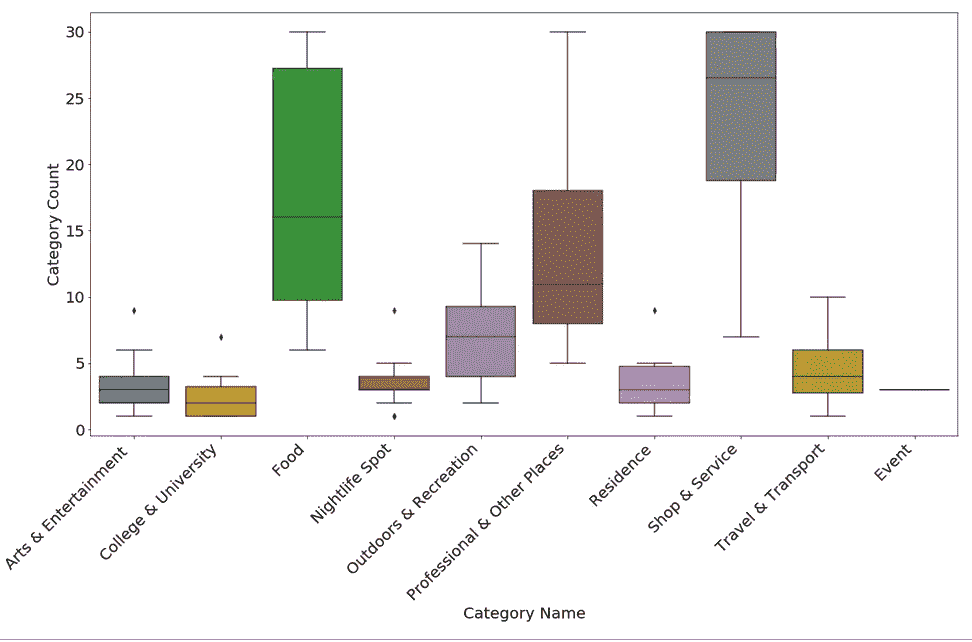 30
25
20
15
10
5
0
Category Count
Arts & Entertainment
College & University
Food
Nightlife Spot
Outdoors & Recreation
Professional & Other Places
Residence
Shop & Service
Travel & Transport
Event
Category Name